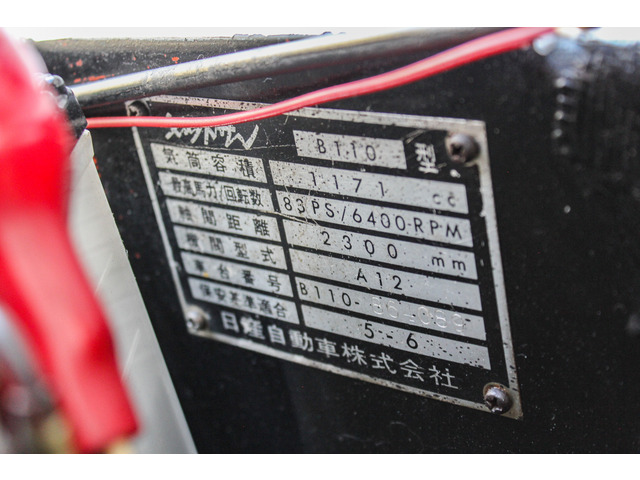 B110 型
気筒容積 1171 cc
最高馬力/回転数 83PS/6400RPM
軸間距離 2300 mm
機関型式 A12
車台番号 B110-
保安基準適合 5-6
日産自動車株式会社